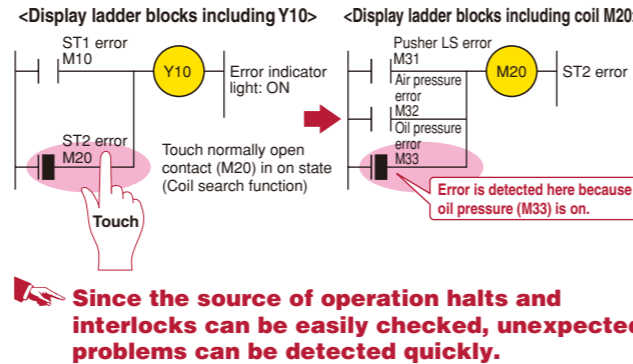 <Display ladder blocks including Y10>
ST1 error
M10
Y10
Error indicator
light: ON
ST2 error
M20
Touch normally open
contact (M20) in on state
(Coil search function)
Touch
<Display ladder blocks including coil M20>
Pusher LS error
M31
Air pressure
error
M32
Oil pressure
error
M33
M20
ST2 error
Error is detected here because
oil pressure (M33) is on.
Since the source of operation halts and
interlocks can be easily checked, unexpected
problems can be detected quickly.